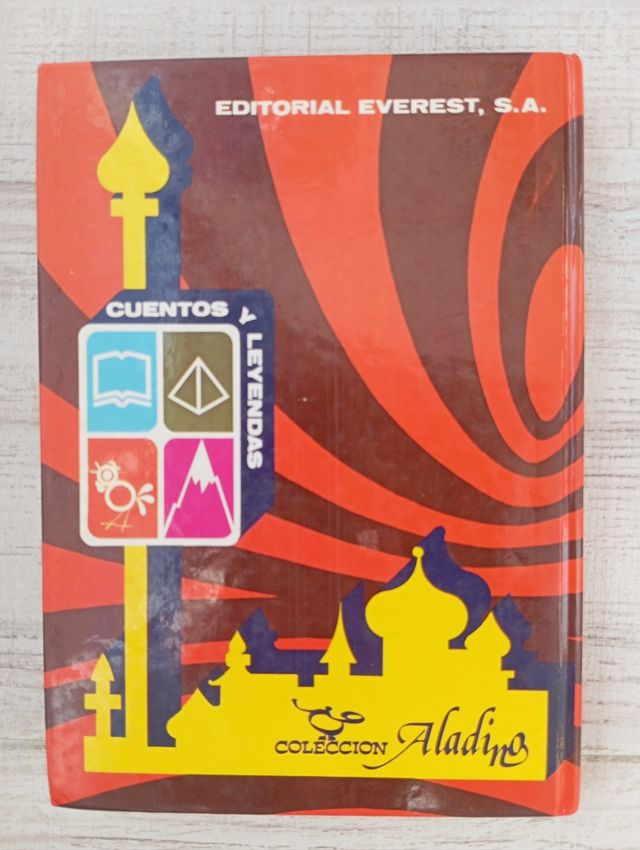 EDITORIAL EVEREST, S.A.
CUENTOS Y LEYENDAS
COLECCION Aladino